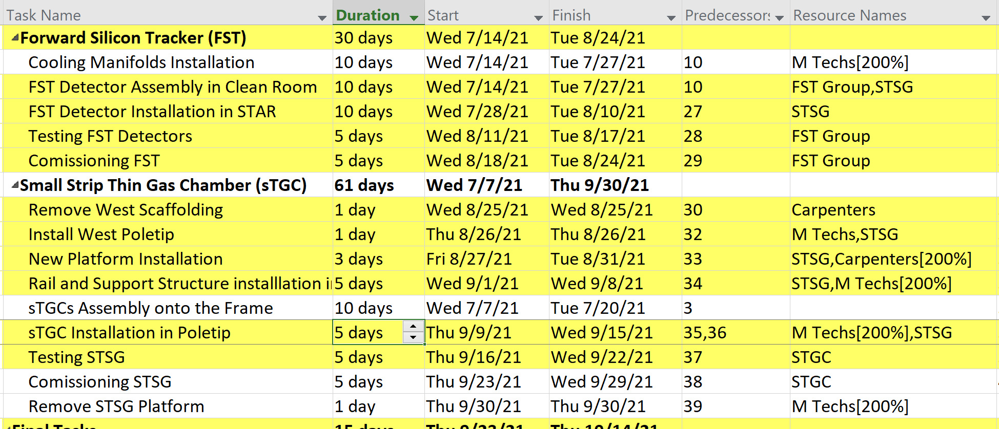 Task Name Duration Start Finish Predecessors Resource Names
Forward Silicon Tracker (FST) 30 days Wed 7/14/21 Tue 8/24/21
Cooling Manifolds Installation 10 days Wed 7/14/21 Tue 7/27/21 10 M Techs[200%]
FST Detector Assembly in Clean Room 10 days Wed 7/14/21 Tue 7/27/21 10 FST Group,STSG
FST Detector Installation in STAR 10 days Wed 7/28/21 Tue 8/10/21 27 STSG
Testing FST Detectors 5 days Wed 8/11/21 Tue 8/17/21 28 FST Group
Comissioning FST 5 days Wed 8/18/21 Tue 8/24/21 29 FST Group
Small Strip Thin Gas Chamber (sTGC) 61 days Wed 7/7/21 Thu 9/30/21
Remove West Scaffolding 1 day Wed 8/25/21 Wed 8/25/21 30 Carpenters
Install West Poletip 1 day Thu 8/26/21 Thu 8/26/21 32 M Techs,STSG
New Platform Installation 3 days Fri 8/27/21 Tue 8/31/21 33 STSG,Carpenters[200%]
Rail and Support Structure installlation 5 days Wed 9/1/21 Wed 9/8/21 34 STSG,M Techs[200%]
sTGCs Assembly onto the Frame 10 days Wed 7/7/21 Tue 7/20/21 3
sTGC Installation in Poletip 5 days Thu 9/9/21 Wed 9/15/21 35,36 M Techs[200%],STSG
Testing STSG 5 days Thu 9/16/21 Wed 9/22/21 37 STGC
Comissioning STSG 5 days Thu 9/23/21 Wed 9/29/21 38 STGC
Remove STSG Platform 1 day Thu 9/30/21 Thu 9/30/21 39 M Techs[200%]
Final Tasks 15 days Thu 9/23/21 Thu 10/14/21